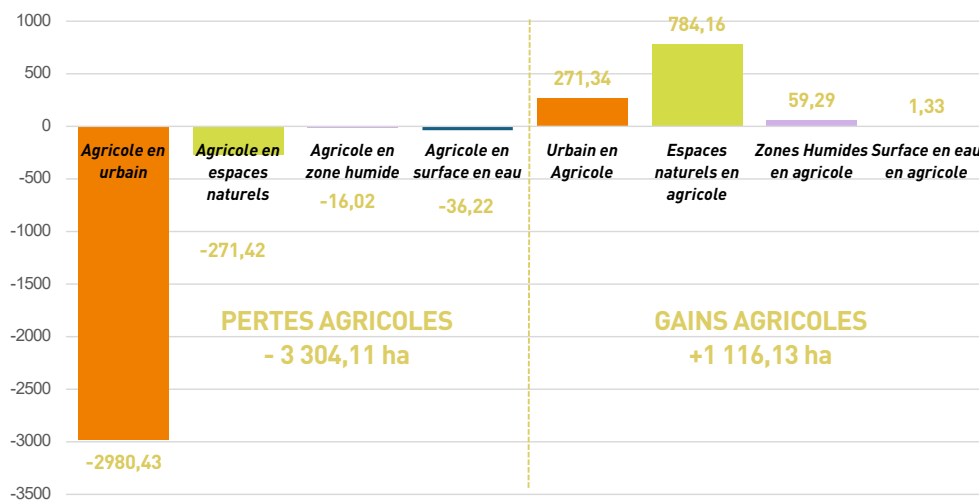 1000
500
0
-500
-1000
-1500
-2000
-2500
-3000
-3500
Agricole en
urbain
-2980,43
Agricole en
espaces
naturels
-271,42
Agricole en
zone humide
-16,02
Agricole en
surface en eau
-36,22
PERTES AGRICOLES
- 3 304,11 ha
271,34
Urbain en
Agricole
784,16
Espaces
naturels en
agricole
59,29
Zones Humides
en agricole
1,33
Surface en eau
en agricole
GAINS AGRICOLES
+1 116,13 ha